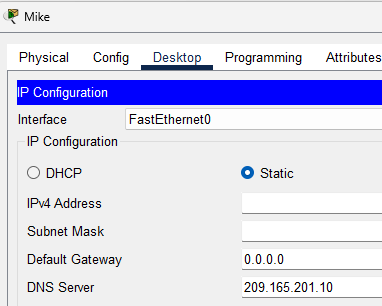 Mike
Physical Config Desktop Programming Attributes
IP Configuration
Interface FastEthernet0
IP Configuration
DHCP Static
IPv4 Address
Subnet Mask
Default Gateway 0.0.0.0
DNS Server 209.165.201.10